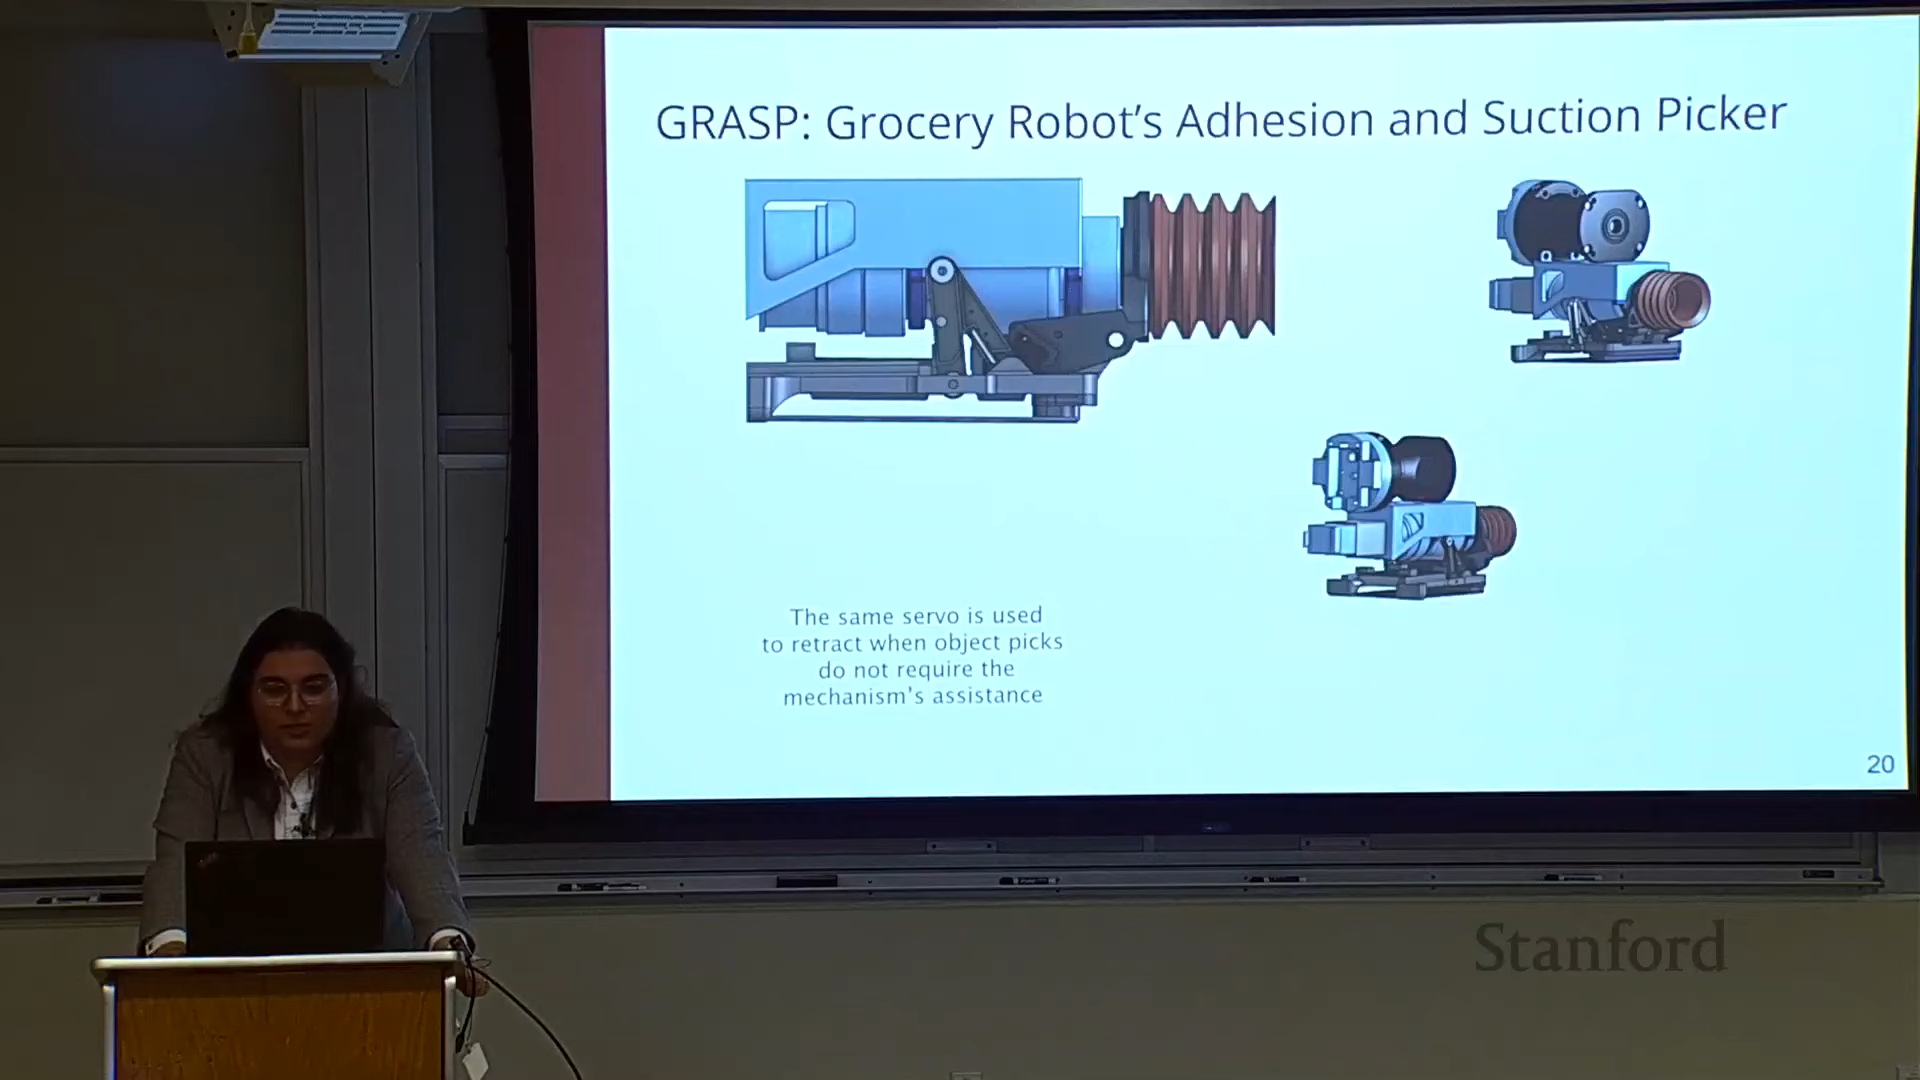 GRASP: Grocery Robot's Adhesion and Suction Picker
The same servo is used
to retract when object picks
do not require the
mechanism's assistance
20
Stanford